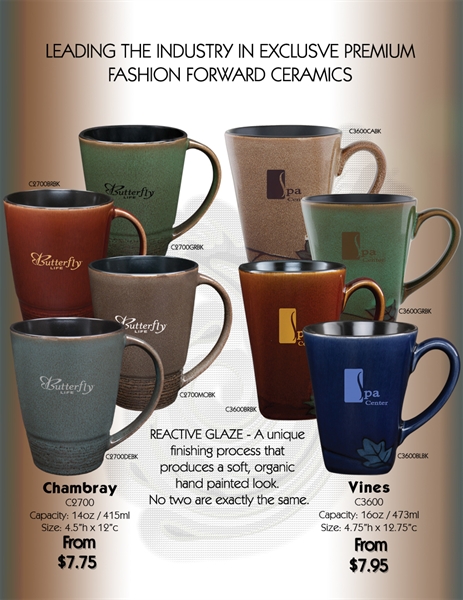 LEADING THE INDUSTRY IN EXCLUSVE PREMIUM
FASHION FORWARD CERAMICS
C3600CABK
C2700BRBK
Butterfly
LIFE
Spa
Center
C2700GRBK
Butterfly
LIFE
Spa
Center
C3600GRBK
Butterfly
LIFE
Spa
Center
C2700MOBK
Butterfly
LIFE
C3600BRBK
Spa
Center
C2700DEBK
C3600BLBK
REACTIVE GLAZE - A unique
finishing process that
produces a soft, organic
hand painted look.
No two are exactly the same.
Chambray
C2700
Capacity: 14oz / 415ml
Size: 4.5"h x 12"c
From
$7.75
Vines
C3600
Capacity: 16oz / 473ml
Size: 4.75"h x 12.75"c
From
$7.95